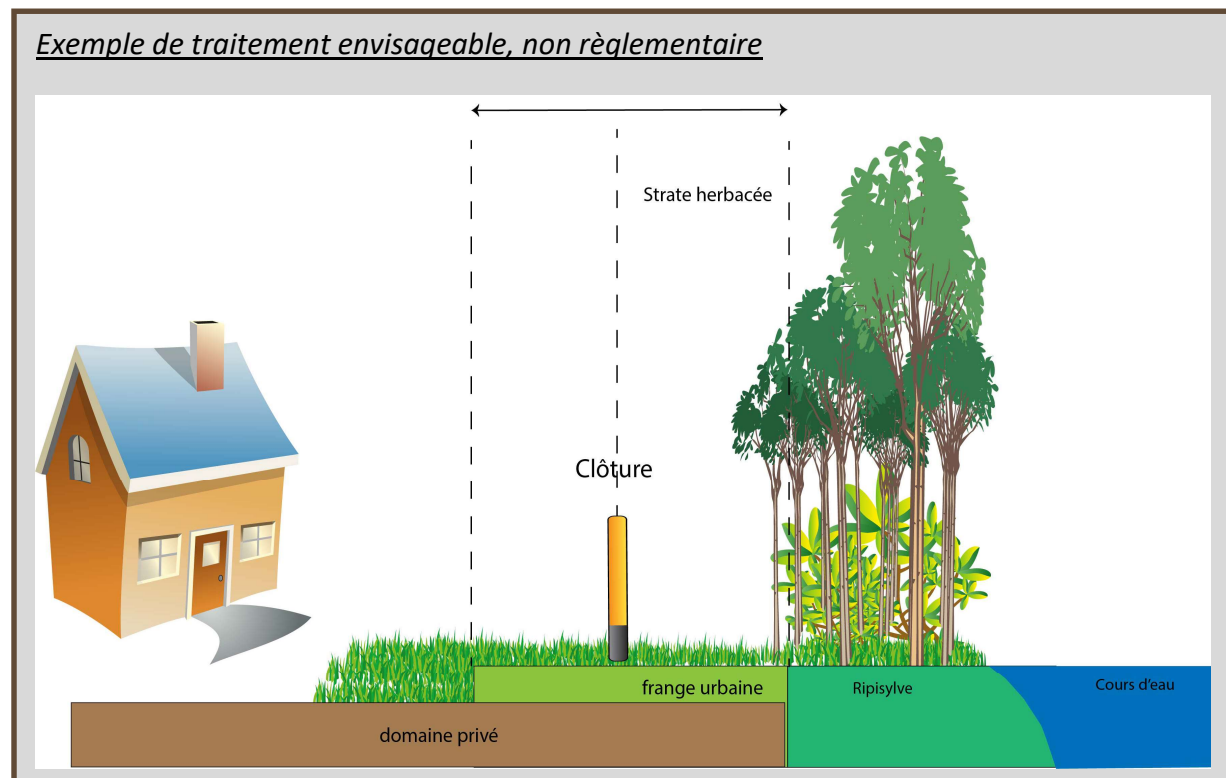 Exemple de traitement envisageable, non règlementaire
Strate herbacée
Clôture
frange urbaine
Ripisylve
Cours d'eau
domaine privé